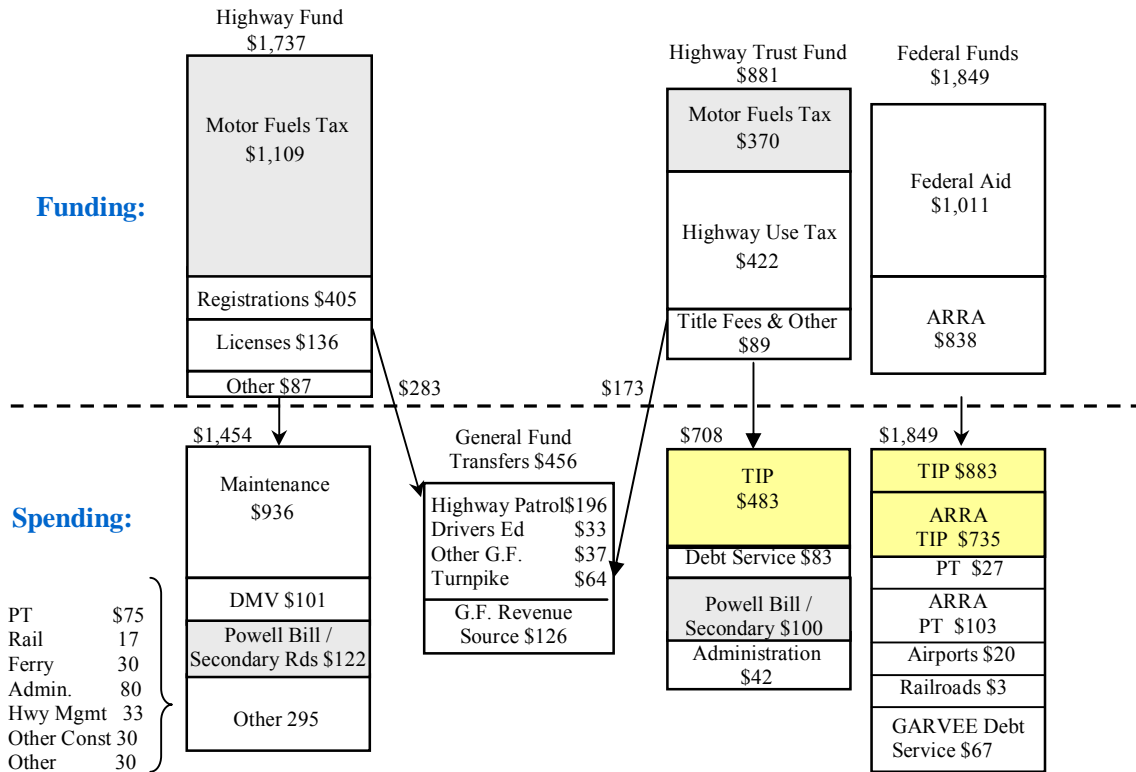 Highway Fund
$1,737
Motor Fuels Tax
$1,109
Registrations $405
Licenses $136
Other $87
Highway Trust Fund
$881
Motor Fuels Tax
$370
Highway Use Tax
$422
Title Fees & Other
$89
Federal Funds
$1,849
Federal Aid
$1,011
ARRA
$838
Funding:
$283
$173
Spending:
$1,454
Maintenance
$936
DMV $101
Powell Bill /
Secondary Rds $122
Other 295
PT $75
Rail 17
Ferry 30
Admin. 80
Hwy Mgmt 33
Other Const 30
Other 30
General Fund
Transfers $456
Highway Patrol$196
Drivers Ed $33
Other G.F. $37
Turnpike $64
G.F. Revenue
Source $126
$708
TIP
$483
Debt Service $83
Powell Bill /
Secondary $100
Administration
$42
$1,849
TIP $883
ARRA
TIP $735
PT $27
ARRA
PT $103
Airports $20
Railroads $3
GARVEE Debt
Service $67